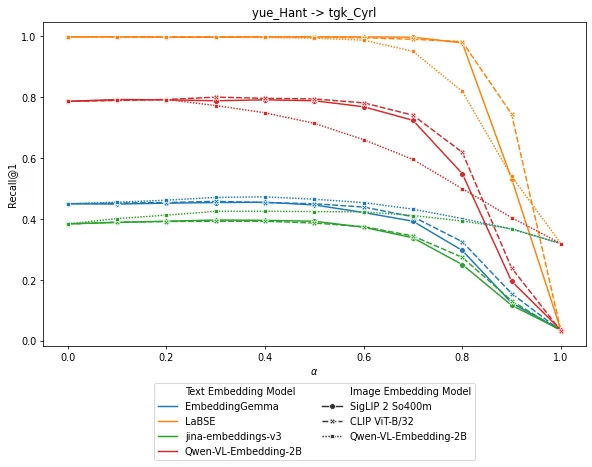 yue_Hant -> tgk_Cyrl
1.0
0.8
0.6
0.4
0.2
0.0
Recall@1
0.0 0.2 0.4 0.6 0.8 1.0
α
Text Embedding Model Image Embedding Model
EmbeddingGemma SigLIP 2 So400m
LaBSE CLIP ViT-B/32
jina-embeddings-v3 Qwen-VL-Embedding-2B
Qwen-VL-Embedding-2B